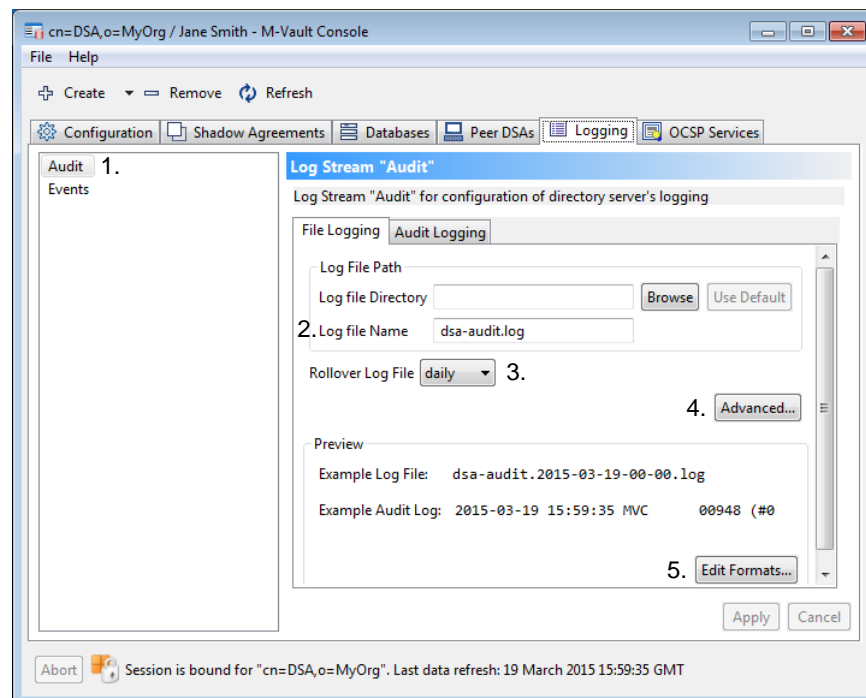 cn=DSA,o=MyOrg / Jane Smith - M-Vault Console
File Help
Create Remove Refresh
Configuration Shadow Agreements Databases Peer DSAs Logging OCSP Services
Audit 1.
Events
Log Stream "Audit"
Log Stream "Audit" for configuration of directory server's logging
File Logging Audit Logging
Log File Path
Log file Directory Browse Use Default
2. Log file Name dsa-audit.log
Rollover Log File daily 3.
4. Advanced...
Preview
Example Log File: dsa-audit.2015-03-19-00-00.log
Example Audit Log: 2015-03-19 15:59:35 MVC 00948 (#0
5. Edit Formats...
Apply Cancel
Abort Session is bound for "cn=DSA,o=MyOrg". Last data refresh: 19 March 2015 15:59:35 GMT